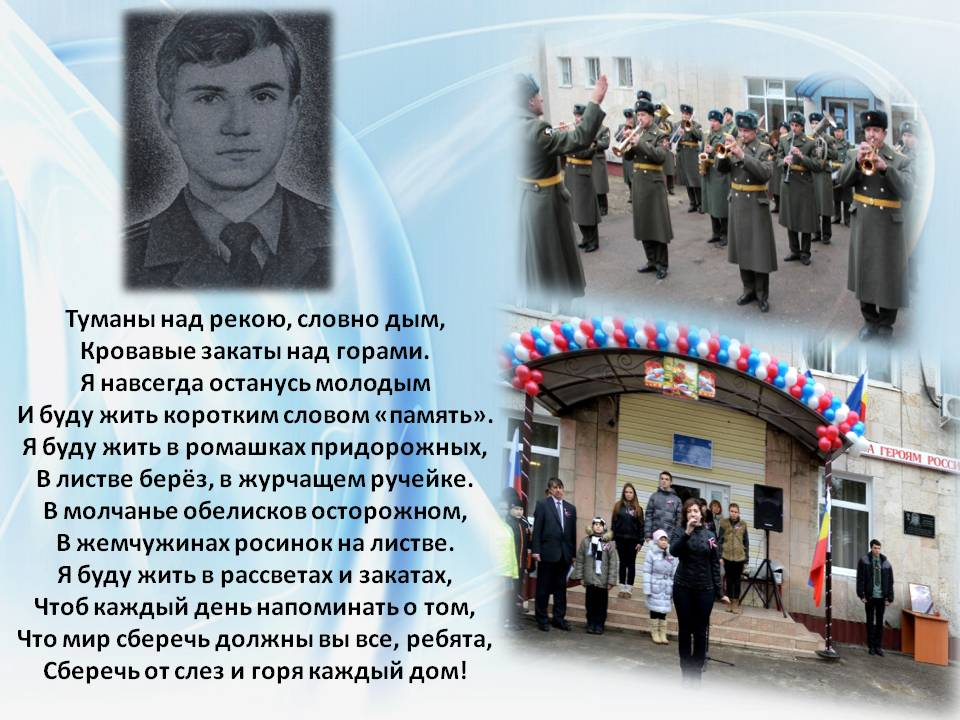 Туманы над рекою, словно дым,
Кровавые закаты над горами.
Я навсегда останусь молодым
И буду жить коротким словом «память».
Я буду жить в ромашках придорожных,
В листве берёз, в журчащем ручейке.
В молчанье обелисков осторожном,
В жемчужинах росинок на листве.
Я буду жить в рассветах и закатах,
Чтоб каждый день напоминать о том,
Что мир сберечь должны вы все, ребята,
Сберечь от слез и горя каждый дом!
А ГЕРОЯМ РОССИ